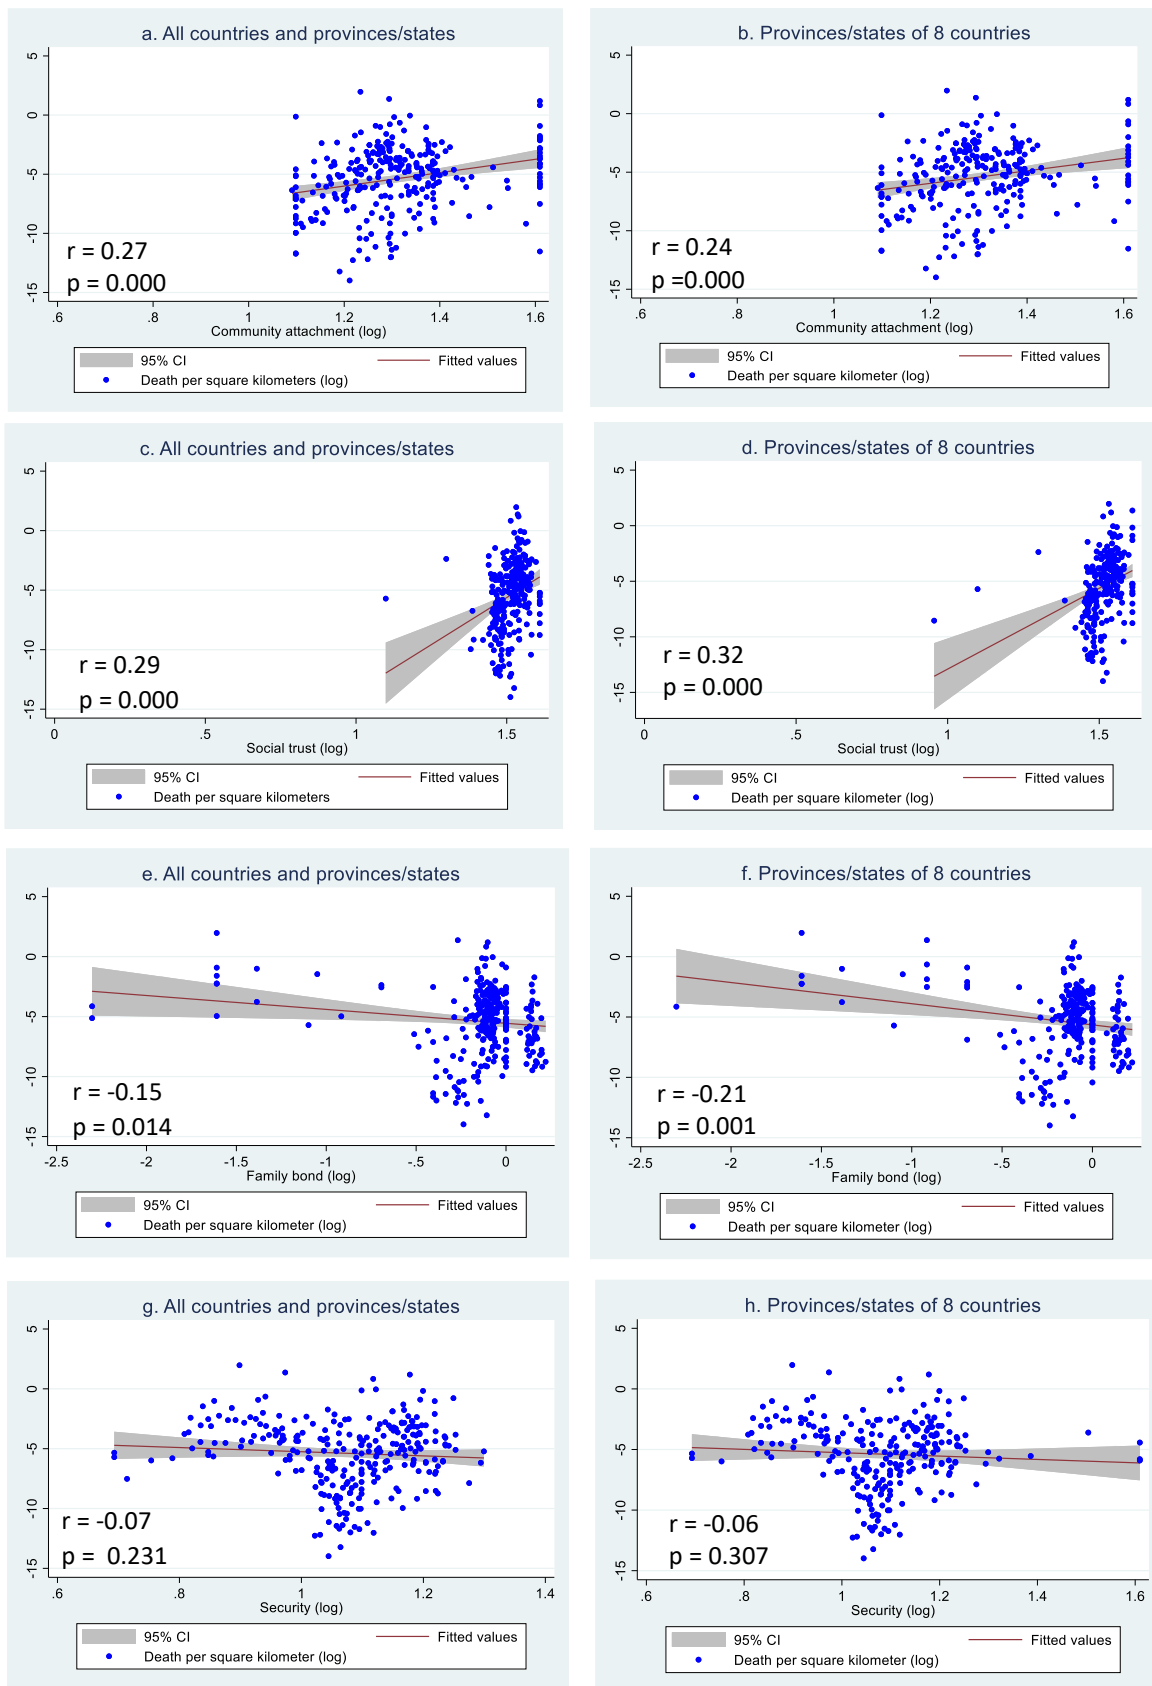 a. All countries and provinces/states
5
0
-5
-10
-15
r = 0.27
p = 0.000
.6 .8 1 1.2 1.4 1.6
Community attachment (log)
95% CI Fitted values
Death per square kilometers (log)
b. Provinces/states of 8 countries
5
0
-5
-10
-15
r = 0.24
p =0.000
.6 .8 1 1.2 1.4 1.6
Community attachment (log)
95% CI Fitted values
Death per square kilometer (log)
c. All countries and provinces/states
5
0
-5
-10
-15
r = 0.29
p = 0.000
0 .5 1 1.5
Social trust (log)
95% CI Fitted values
Death per square kilometers
d. Provinces/states of 8 countries
5
0
-5
-10
-15
r = 0.32
p = 0.000
0 .5 1 1.5
Social trust (log)
95% CI Fitted values
Death per square kilometer (log)
e. All countries and provinces/states
5
0
-5
-10
-15
r = -0.15
p = 0.014
-2.5 -2 -1.5 -1 -.5 0
Family bond (log)
95% CI Fitted values
Death per square kilometer (log)
f. Provinces/states of 8 countries
5
0
-5
-10
-15
r = -0.21
p = 0.001
-2.5 -2 -1.5 -1 -.5 0
Family bond (log)
95% CI Fitted values
Death per square kilometer (log)
g. All countries and provinces/states
5
0
-5
-10
-15
r = -0.07
p = 0.231
.6 .8 1 1.2 1.4
Security (log)
95% CI Fitted values
Death per square kilometer (log)
h. Provinces/states of 8 countries
5
0
-5
-10
-15
r = -0.06
p = 0.307
.6 .8 1 1.2 1.4 1.6
Security (log)
95% CI Fitted values
Death per square kilometer (log)